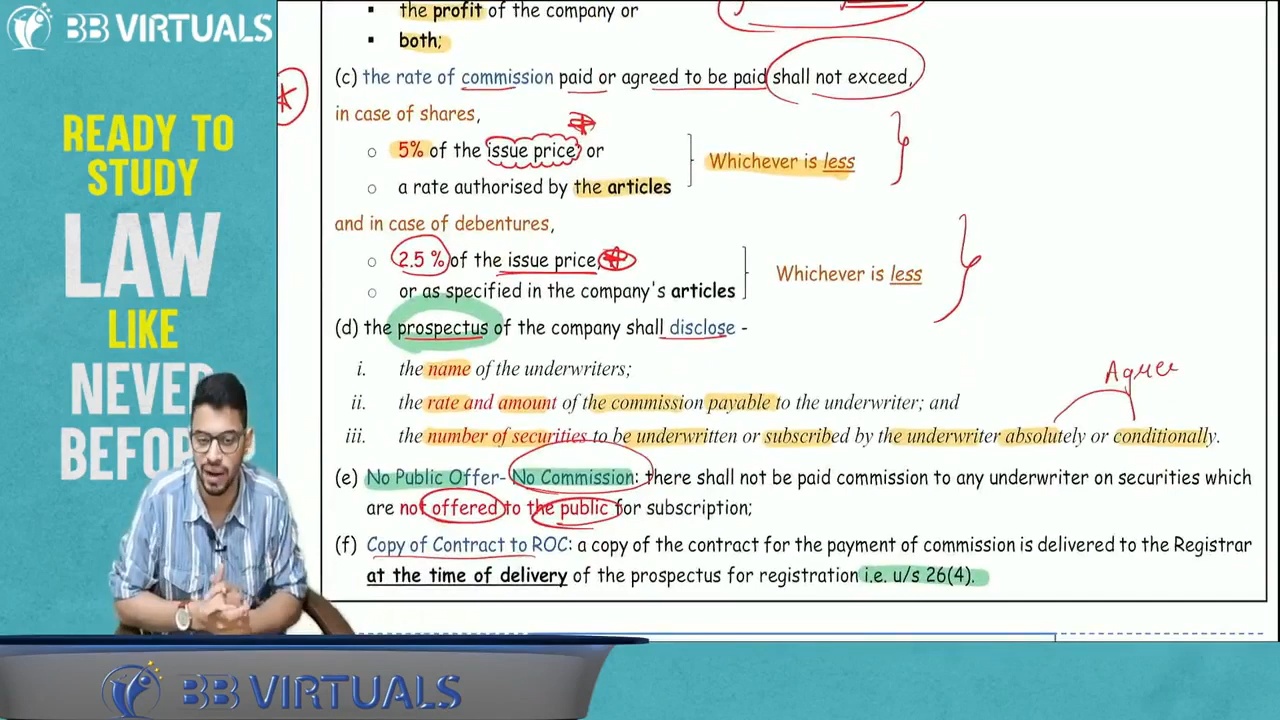 BB VIRTUALS
READY TO
STUDY
LAW
LIKE
NEVER
the profit of the company or
both;
(c) the rate of commission paid or agreed to be paid shall not exceed,
in case of shares,
5% of the issue price, or
a rate authorised by the articles
Whichever is less
and in case of debentures,
2.5 % of the issue price,
or as specified in the company's articles
Whichever is less
(d) the prospectus of the company shall disclose -
i. the name of the underwriters;
Agree
ii. the rate and amount of the commission payable to the underwriter; and
iii. the number of securities to be underwritten or subscribed by the underwriter absolutely or conditionally.
(e) No Public Offer- No Commission: there shall not be paid commission to any underwriter on securities which
are not offered to the public for subscription;
(f) Copy of Contract to ROC: a copy of the contract for the payment of commission is delivered to the Registrar
at the time of delivery of the prospectus for registration i.e. u/s 26(4).
BB VIRTUALS